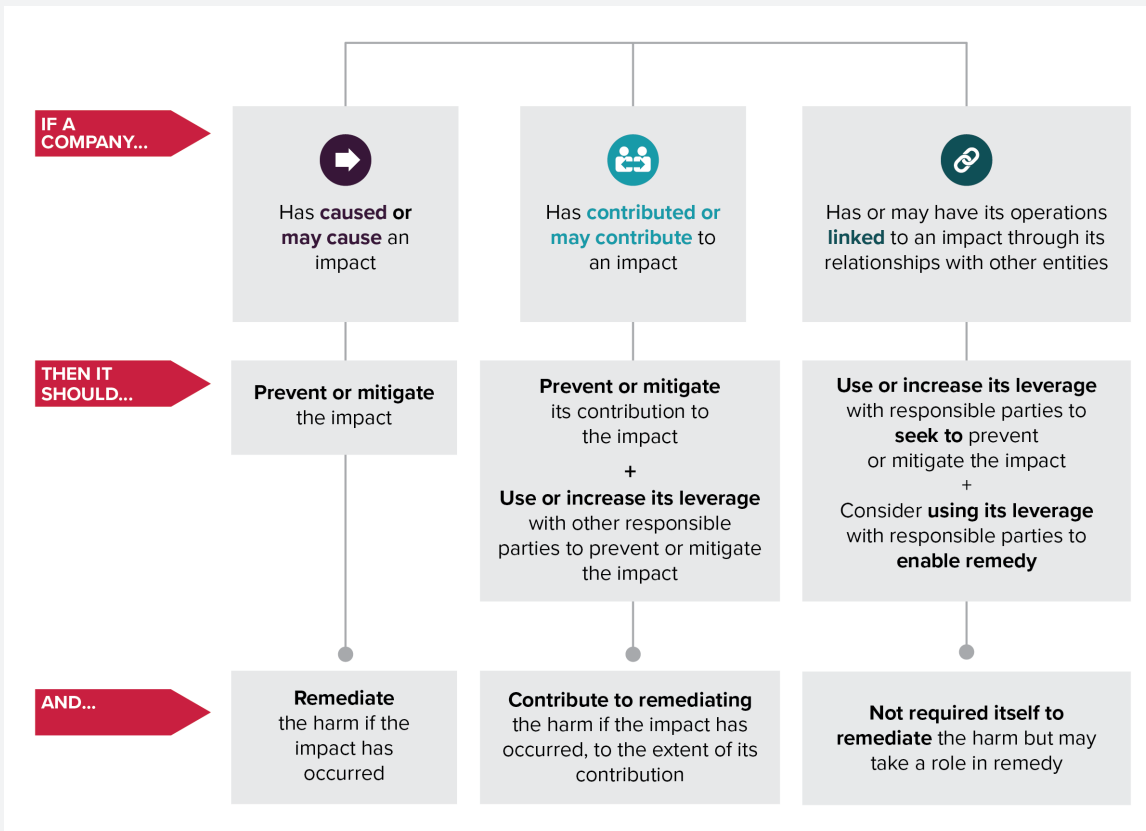 IF A
COMPANY...
Has caused or
may cause an
impact
Has contributed or
may contribute to
an impact
Has or may have its operations
linked to an impact through its
relationships with other entities
THEN IT
SHOULD...
Prevent or mitigate
the impact
Prevent or mitigate
its contribution to
the impact
+
Use or increase its leverage
with other responsible
parties to prevent or mitigate
the impact
Use or increase its leverage
with responsible parties to
seek to prevent
or mitigate the impact
+
Consider using its leverage
with responsible parties to
enable remedy
AND...
Remediate
the harm if the
impact has
occurred
Contribute to remediating
the harm if the impact has
occurred, to the extent of its
contribution
Not required itself to
remediate the harm but may
take a role in remedy